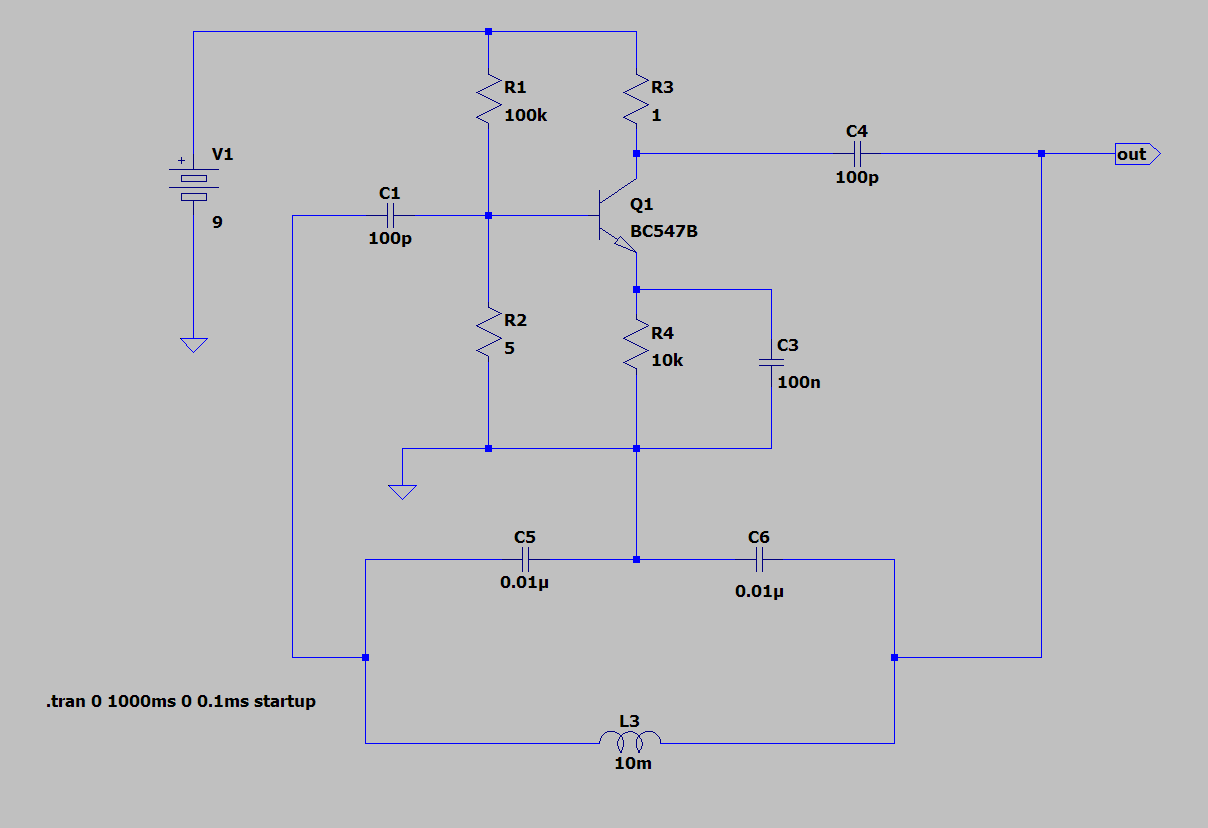 R1
100k
R3
1
C4
100p
out
+
V1
9
C1
100p
Q1
BC547B
R2
5
R4
10k
C3
100n
C5
0.01µ
C6
0.01µ
.tran 0 1000ms 0 0.1ms startup
L3
10m